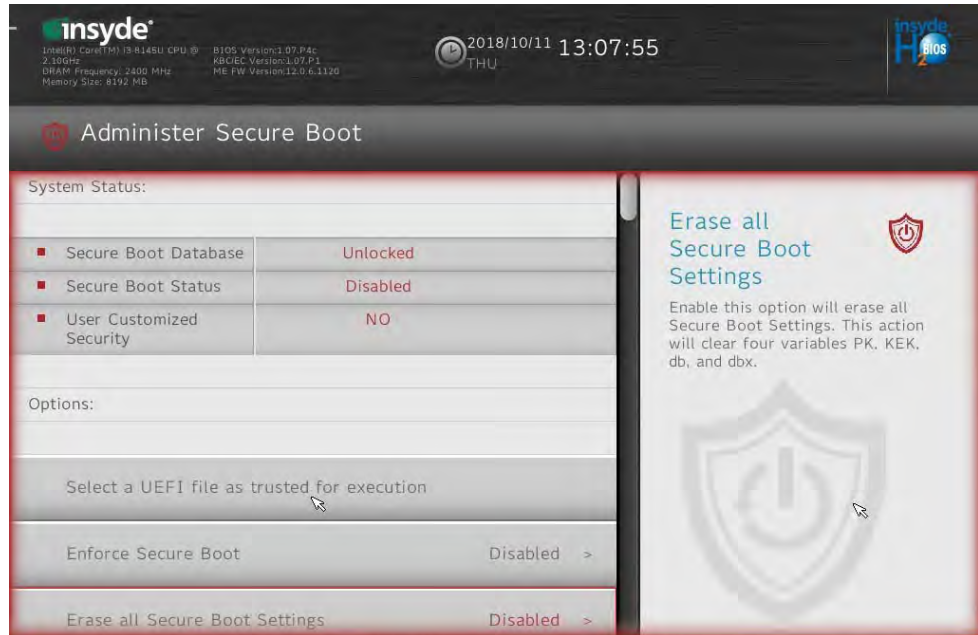 insyde
Intel(R) Core(TM) i3-8145U CPU @
2.10GHz
DRAM Frequency: 2400 MHz
Memory Size: 8192 MB
BIOS Version:1.07.P4c
KBC/EC Version:1.07.P1
ME FW Version:12.0.6.1120
2018/10/11 13:07:55
THU
insyde
H2O
BIOS
Administer Secure Boot
System Status:
Secure Boot Database Unlocked
Secure Boot Status Disabled
User Customized NO
Security
Options:
Select a UEFI file as trusted for execution
Enforce Secure Boot Disabled >
Erase all Secure Boot Settings Disabled >
Erase all
Secure Boot
Settings
Enable this option will erase all
Secure Boot Settings. This action
will clear four variables PK, KEK,
db, and dbx.